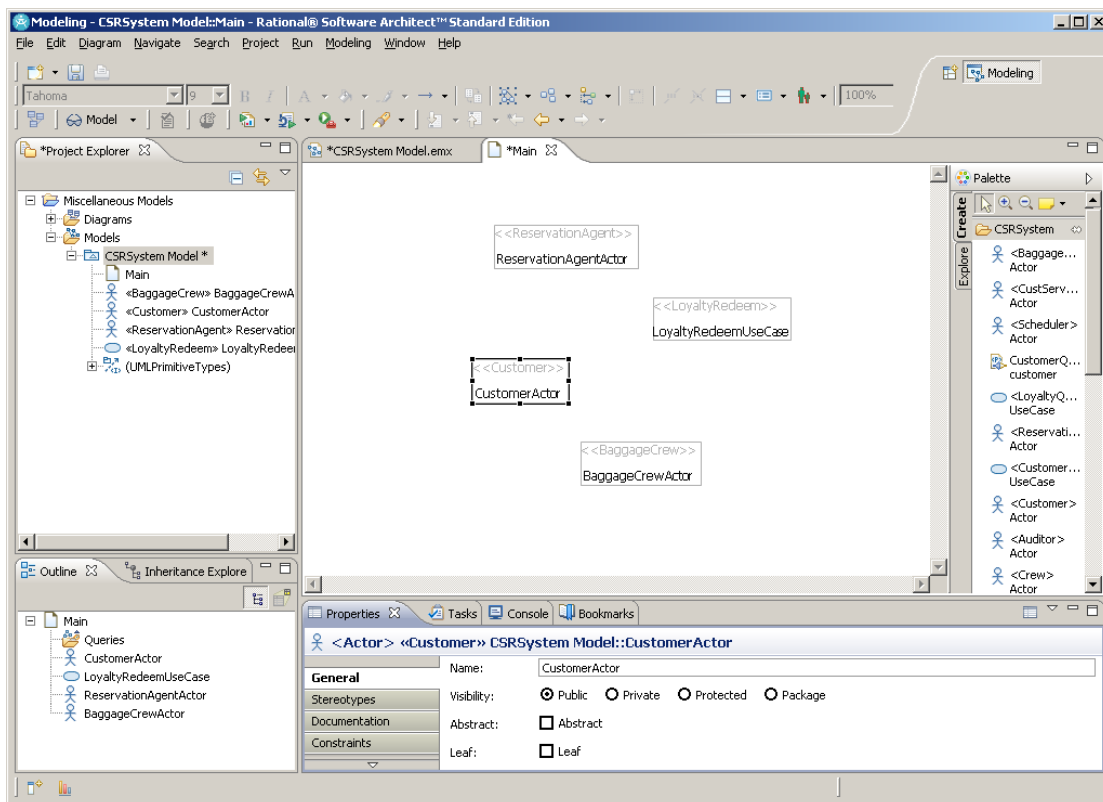 Modeling - CSRSystem Model::Main - Rational® Software Architect™ Standard Edition
File Edit Diagram Navigate Search Project Run Modeling Window Help
Modeling
Tahoma 9 B I A 100%
Model
*Project Explorer
Miscellaneous Models
Diagrams
Models
CSRSystem Model *
Main
«BaggageCrew» BaggageCrewA
«Customer» CustomerActor
«ReservationAgent» Reservation
«LoyaltyRedeem» LoyaltyRedeer
(UMLPrimitiveTypes)
*CSRSystem Model.emx
*Main
<<ReservationAgent>>
ReservationAgentActor
<<LoyaltyRedeem>>
LoyaltyRedeemUseCase
<<Customer>>
CustomerActor
<<BaggageCrew>>
BaggageCrewActor
Palette
Create
Explore
CSRSystem
<Baggage...
Actor
<CustServ...
Actor
<Scheduler>
Actor
CustomerQ...
customer
<LoyaltyQ...
UseCase
<Reservati...
Actor
<Customer...
UseCase
<Customer>
Actor
<Auditor>
Actor
<Crew>
Actor
Outline
Inheritance Explore
Main
Queries
CustomerActor
LoyaltyRedeemUseCase
ReservationAgentActor
BaggageCrewActor
Properties Tasks Console Bookmarks
<Actor> «Customer» CSRSystem Model::CustomerActor
General
Stereotypes
Documentation
Constraints
Name: CustomerActor
Visibility: Public Private Protected Package
Abstract: Abstract
Leaf: Leaf